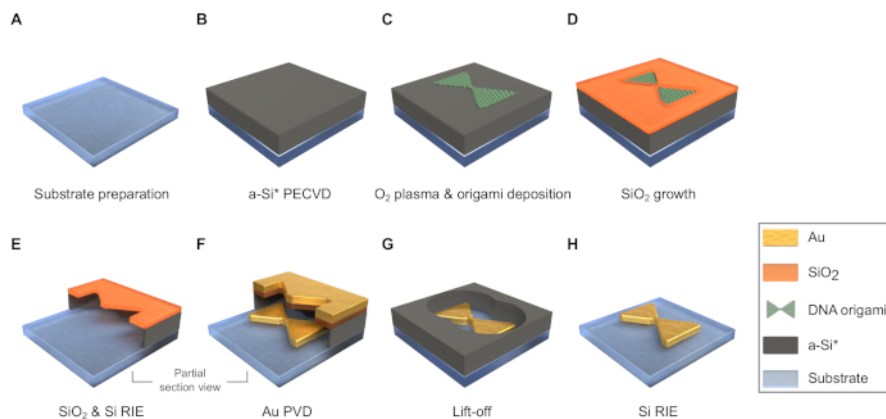 A
B
C
D
Substrate preparation
a-Si* PECVD
O₂ plasma & origami deposition
SiO₂ growth
E
F
G
H
Partial
section view
SiO₂ & Si RIE
Au PVD
Lift-off
Si RIE
Au
SiO₂
DNA origami
a-Si*
Substrate